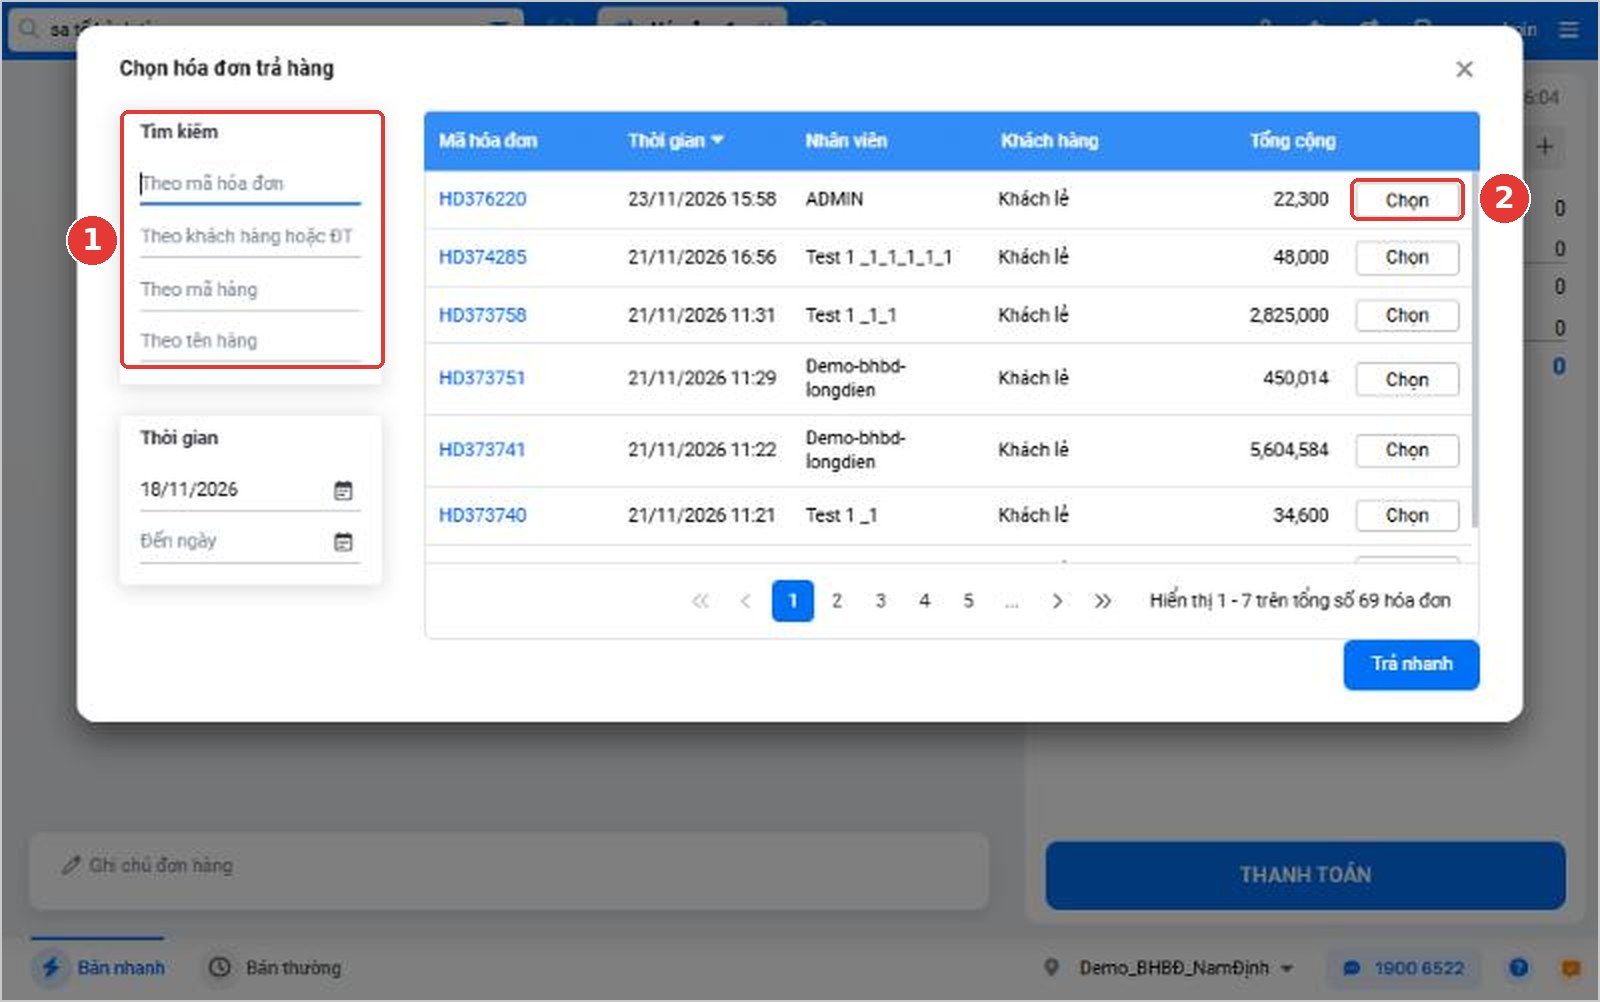 Chọn hóa đơn trả hàng
Tìm kiếm
Theo mã hóa đơn
Theo khách hàng hoặc ĐT
Theo mã hàng
Theo tên hàng
1
Thời gian
18/11/2026
Đến ngày
Mã hóa đơn Thời gian Nhân viên Khách hàng Tổng cộng
HD376220 23/11/2026 15:58 ADMIN Khách lẻ 22,300 Chọn
2
HD374285 21/11/2026 16:56 Test 1 _1_1_1_1_1 Khách lẻ 48,000 Chọn
HD373758 21/11/2026 11:31 Test 1 _1_1 Khách lẻ 2,825,000 Chọn
HD373751 21/11/2026 11:29 Demo-bhbd-longdien Khách lẻ 450,014 Chọn
HD373741 21/11/2026 11:22 Demo-bhbd-longdien Khách lẻ 5,604,584 Chọn
HD373740 21/11/2026 11:21 Test 1 _1 Khách lẻ 34,600 Chọn
1 2 3 4 5 ... Hiển thị 1 - 7 trên tổng số 69 hóa đơn
Trả nhanh
6:04
0
0
0
0
0
Ghi chú đơn hàng
THANH TOÁN
Bán nhanh Bán thường Demo_BHBĐ_NamĐịnh 1900 6522